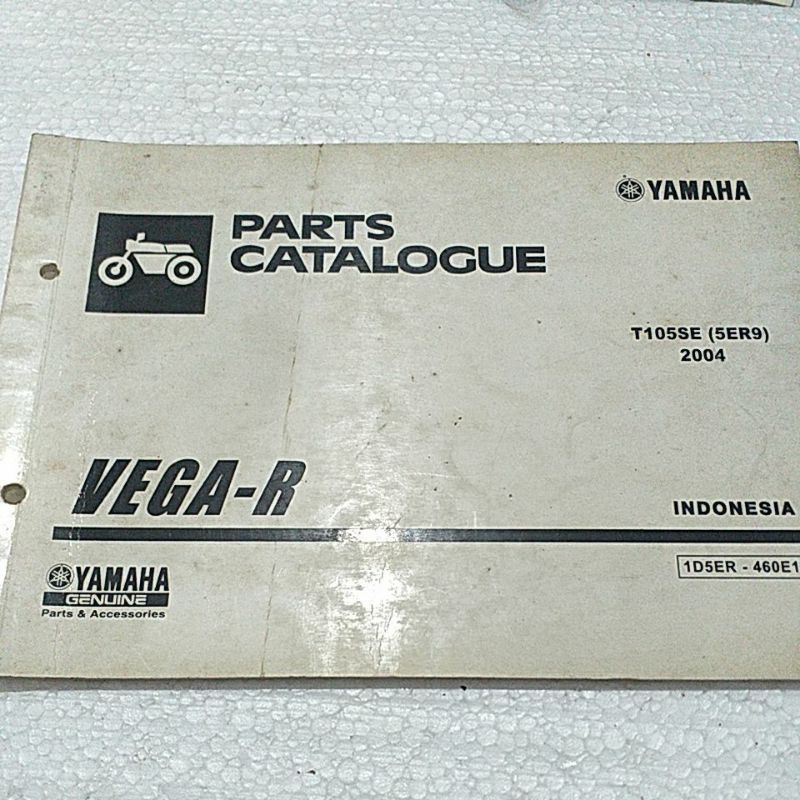 YAMAHA
PARTS
CATALOGUE
T105SE (5ER9)
2004
VEGA-R
INDONESIA
1D5ER - 460E1
YAMAHA
GENUINE
Parts & Accessories